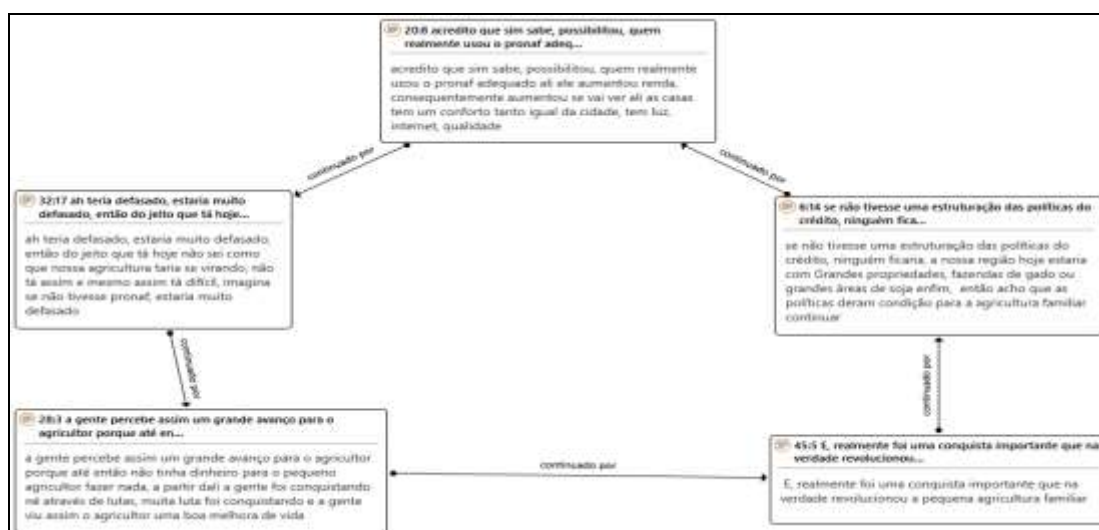 20:8 acredito que sim sabe, possibilitou, quem
realmente usou o pronaf adeq...
acredito que sim sabe, possibilitou, quem realmente
usou o pronaf adequado ali ele aumentou renda,
consequentemente aumentou se vai ver ali as casas
tem um conforto tanto igual da cidade, tem luz,
internet, qualidade
continuado por
continuado por
32:17 ah teria defasado, estaria muito
defasado, então do jeito que tá hoje...
ah teria defasado, estaria muito defasado,
então do jeito que tá hoje não sei como
que nossa agricultura taria se virando, não
tá assim e mesmo assim tá difícil, imagina
se não tivesse pronaf, estaria muito
defasado
6:14 se não tivesse uma estruturação das políticas do
crédito, ninguém fica...
se não tivesse uma estruturação das políticas do
crédito, ninguém ficaria, a nossa região hoje estaria
com Grandes propriedades, fazendas de gado ou
grandes áreas de soja enfim, então acho que as
políticas deram condição para a agricultura familiar
continuar
continuado por
continuado por
28:3 a gente percebe assim um grande avanço para o
agricultor porque até en...
a gente percebe assim um grande avanço para o agricultor
porque até então não tinha dinheiro para o pequeno
agricultor fazer nada, a partir dali a gente foi conquistando
né através de lutas, muita luta foi conquistando e a gente
viu assim o agricultor uma boa melhora de vida
continuado por
45:5 E, realmente foi uma conquista importante que na
verdade revolucionou...
E, realmente foi uma conquista importante que na
verdade revolucionou a pequena agricultura familiar